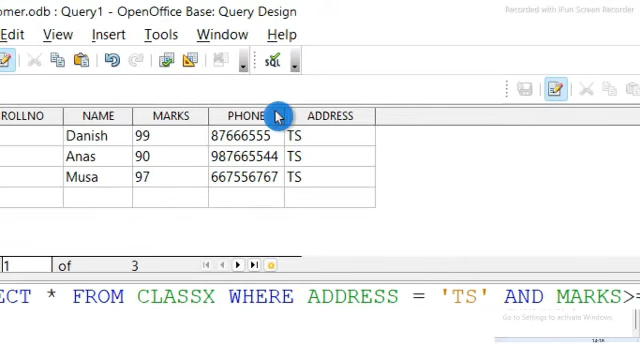 omer.odb : Query1 - OpenOffice Base: Query Design
Recorded with iFun Screen Recorder
Edit View Insert Tools Window Help
SQL
ROLLNO NAME MARKS PHONE ADDRESS
Danish 99 87666555 TS
Anas 90 987665544 TS
Musa 97 667556767 TS
1 of 3
ECT * FROM CLASSX WHERE ADDRESS = 'TS' AND MARKS>=
Go to Settings to activate Windows.